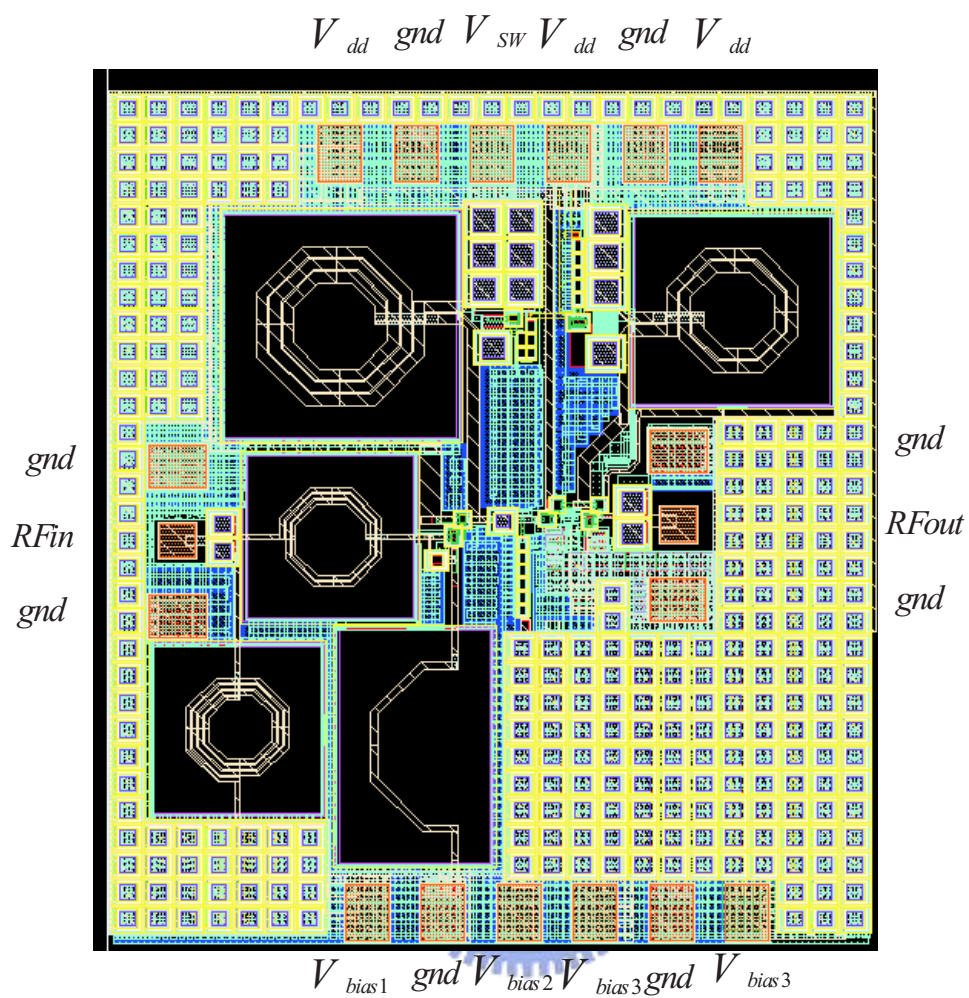 V dd gnd V SW V dd gnd V dd
gnd gnd
RFin RFout
gnd gnd
V bias1 gnd V bias2 V bias3 gnd V bias3